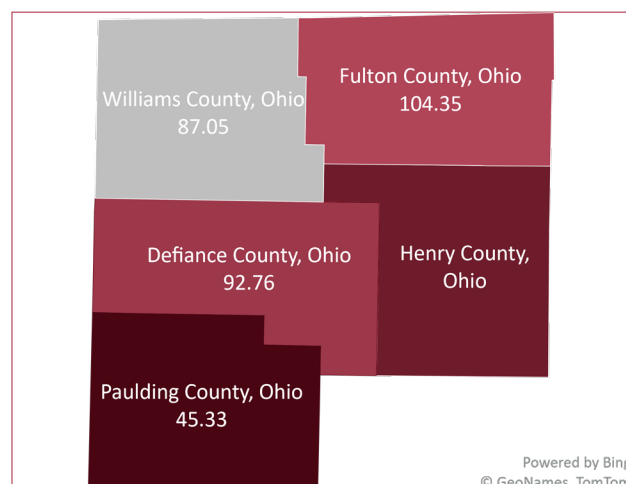 Fulton County, Ohio
104.35
Williams County, Ohio
87.05
Defiance County, Ohio
92.76
Henry County,
Ohio
Paulding County, Ohio
45.33
Powered by Bing
© GeoNames, TomTom